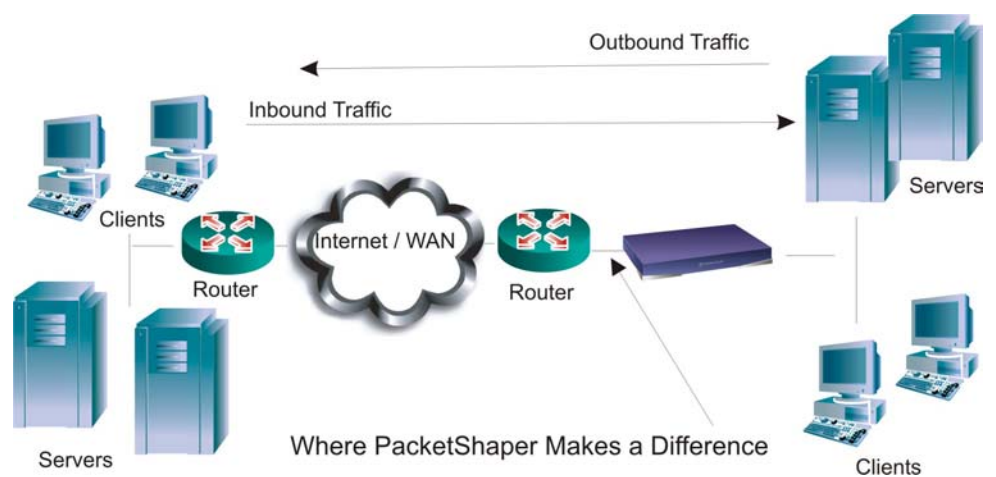 Outbound Traffic
Inbound Traffic
Servers
Clients
Internet / WAN
Router
Router
Where PacketShaper Makes a Difference
Servers
Clients